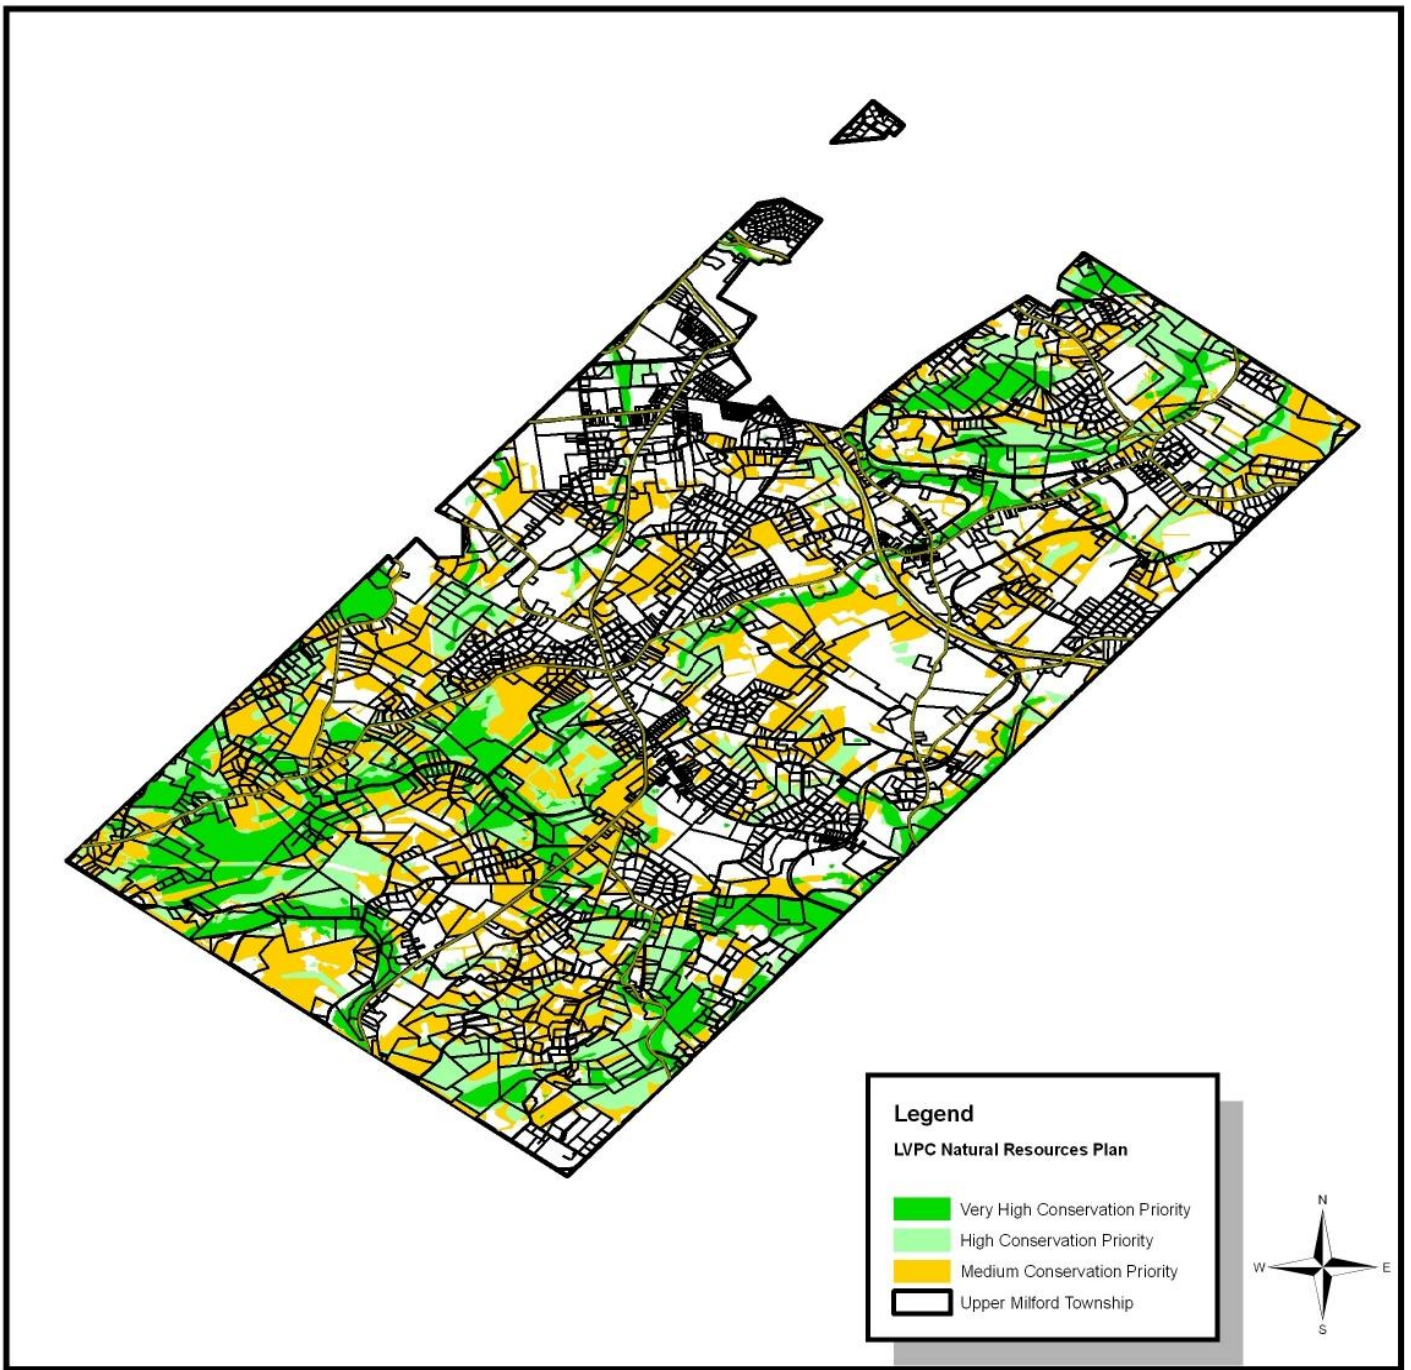 Legend
LVPC Natural Resources Plan
Very High Conservation Priority
High Conservation Priority
Medium Conservation Priority
Upper Milford Township
N
W E
S